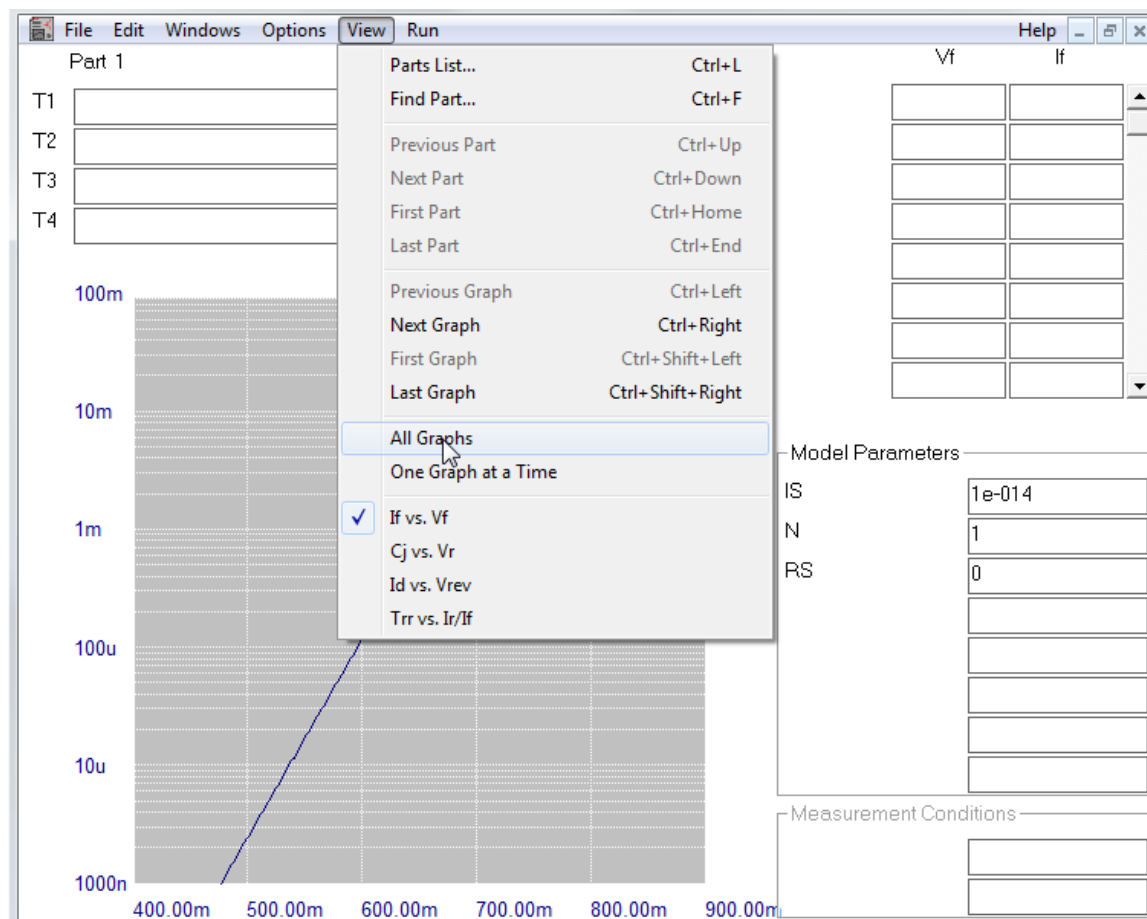 File Edit Windows Options View Run Help
Part 1
Vf If
T1
T2
T3
T4
Parts List... Ctrl+L
Find Part... Ctrl+F
Previous Part Ctrl+Up
Next Part Ctrl+Down
First Part Ctrl+Home
Last Part Ctrl+End
Previous Graph Ctrl+Left
Next Graph Ctrl+Right
First Graph Ctrl+Shift+Left
Last Graph Ctrl+Shift+Right
All Graphs
One Graph at a Time
If vs. Vf
Cj vs. Vr
Id vs. Vrev
Trr vs. Ir/If
100m
10m
1m
100u
10u
1000n
400.00m 500.00m 600.00m 700.00m 800.00m 900.00m
Model Parameters
IS 1e-014
N 1
RS 0
Measurement Conditions